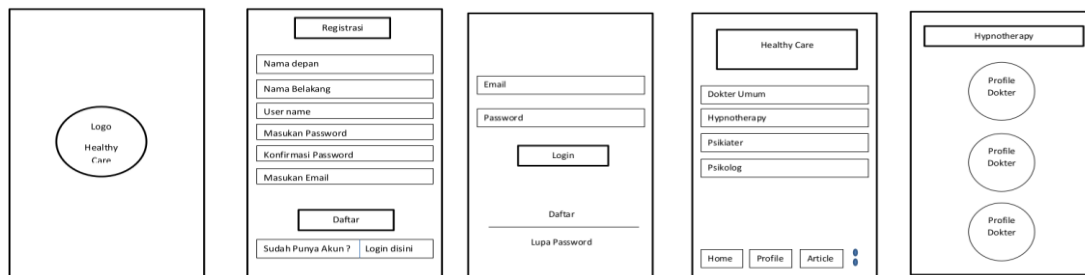 Logo
Healthy
Care
Registrasi
Nama depan
Nama Belakang
User name
Masukan Password
Konfirmasi Password
Masukan Email
Daftar
Sudah Punya Akun ? Login disini
Email
Password
Login
Daftar
Lupa Password
Healthy Care
Dokter Umum
Hypnotherapy
Psikiater
Psikolog
Home Profile Article
Hypnotherapy
Profile
Dokter
Profile
Dokter
Profile
Dokter